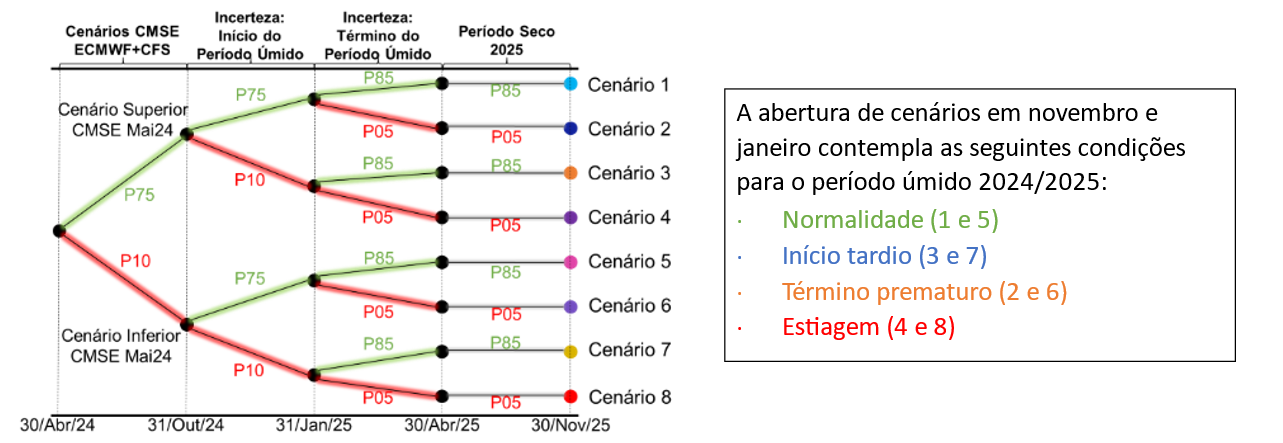 Cenários CMSE
ECMWF+CFS
Incerteza:
Início do
Período Úmido
Incerteza:
Término do
Período Úmido
Período Seco
2025
Cenário Superior
CMSE Mai24
P75
P10
Cenário Inferior
CMSE Mai24
P75
P10
P75
P10
P85
P05
P85
P05
P85
P05
P85
P05
P85
P05
P85
P05
P85
P05
P85
P05
Cenário 1
Cenário 2
Cenário 3
Cenário 4
Cenário 5
Cenário 6
Cenário 7
Cenário 8
30/Abr/24
31/Out/24
31/Jan/25
30/Abr/25
30/Nov/25
A abertura de cenários em novembro e
janeiro contempla as seguintes condições
para o período úmido 2024/2025:
· Normalidade (1 e 5)
· Início tardio (3 e 7)
· Término prematuro (2 e 6)
· Estiagem (4 e 8)